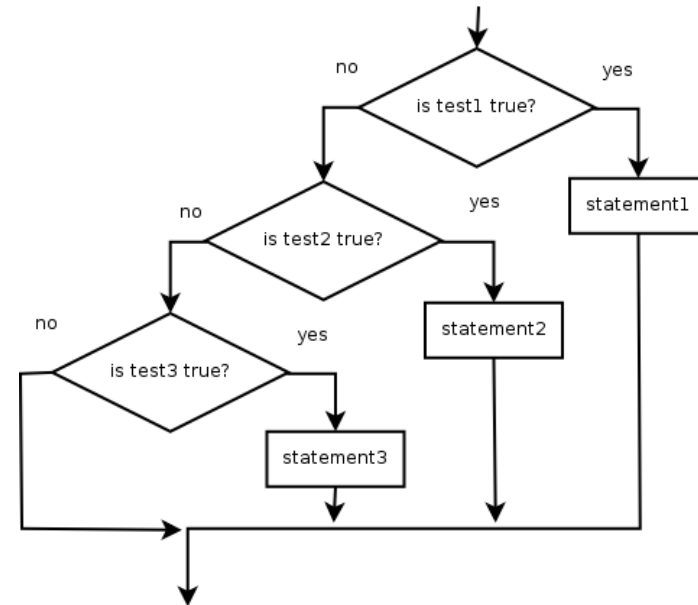 no
yes
is test1 true?
statement1
no
yes
is test2 true?
statement2
no
yes
is test3 true?
statement3